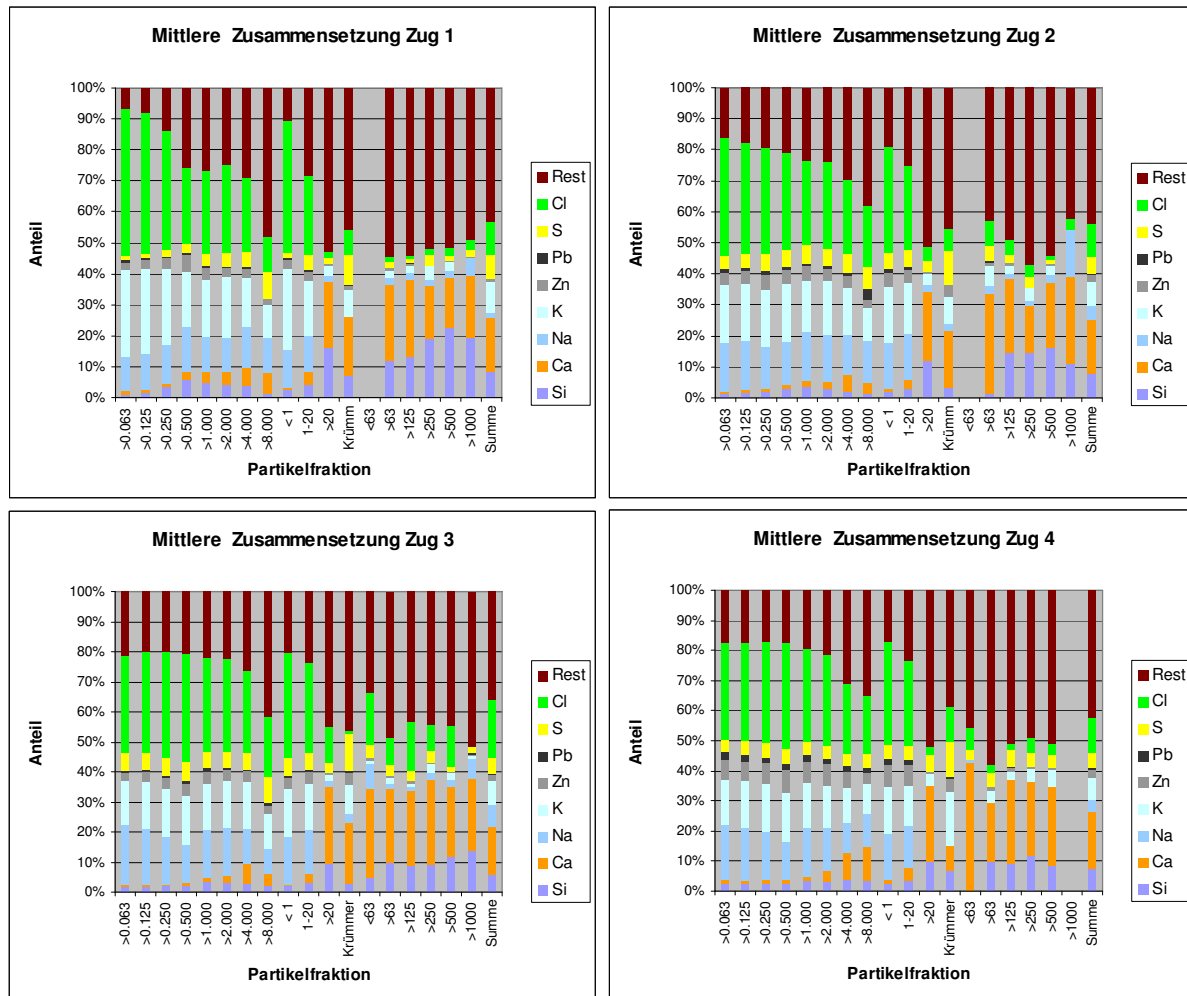 Mittlere Zusammensetzung Zug 1
100%
90%
80%
70%
60%
50%
40%
30%
20%
10%
0%
Anteil
>0.063
>0.125
>0.250
>0.500
>1.000
>2.000
>4.000
>8.000
< 1
1-20
>20
Krümm
<63
>63
>125
>250
>500
>1000
Summe
Partikelfraktion
Rest
Cl
S
Pb
Zn
K
Na
Ca
Si
Mittlere Zusammensetzung Zug 2
100%
90%
80%
70%
60%
50%
40%
30%
20%
10%
0%
Anteil
>0.063
>0.125
>0.250
>0.500
>1.000
>2.000
>4.000
>8.000
< 1
1-20
>20
Krümm
<63
>63
>125
>250
>500
>1000
Summe
Partikelfraktion
Rest
Cl
S
Pb
Zn
K
Na
Ca
Si
Mittlere Zusammensetzung Zug 3
100%
90%
80%
70%
60%
50%
40%
30%
20%
10%
0%
Anteil
>0.063
>0.125
>0.250
>0.500
>1.000
>2.000
>4.000
>8.000
< 1
1-20
>20
Krümmer
<63
>63
>125
>250
>500
>1000
Summe
Partikelfraktion
Rest
Cl
S
Pb
Zn
K
Na
Ca
Si
Mittlere Zusammensetzung Zug 4
100%
90%
80%
70%
60%
50%
40%
30%
20%
10%
0%
Anteil
>0.063
>0.125
>0.250
>0.500
>1.000
>2.000
>4.000
>8.000
< 1
1-20
>20
Krümmer
<63
>63
>125
>250
>500
>1000
Summe
Partikelfraktion
Rest
Cl
S
Pb
Zn
K
Na
Ca
Si